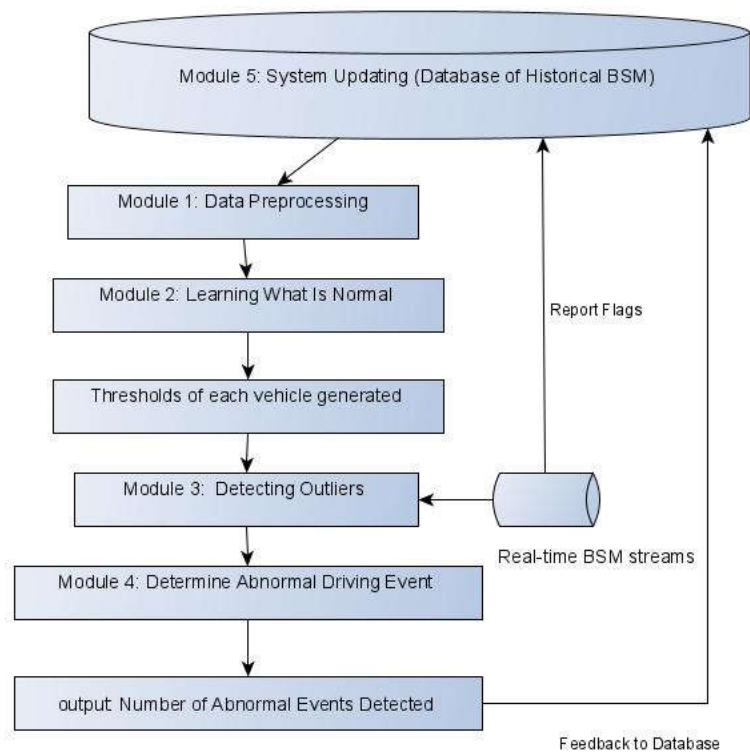 Module 5: System Updating (Database of Historical BSM)
Module 1: Data Preprocessing
Module 2: Learning What Is Normal
Report Flags
Thresholds of each vehicle generated
Module 3: Detecting Outliers
Real-time BSM streams
Module 4: Determine Abnormal Driving Event
output: Number of Abnormal Events Detected
Feedback to Database